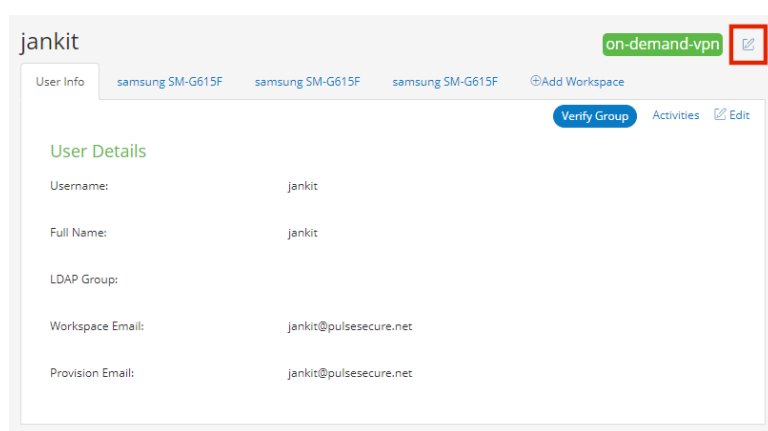 jankit
on-demand-vpn
User Info samsung SM-G615F samsung SM-G615F samsung SM-G615F ⊕Add Workspace
Verify Group Activities Edit
User Details
Username: jankit
Full Name: jankit
LDAP Group:
Workspace Email: jankit@pulsesecure.net
Provision Email: jankit@pulsesecure.net